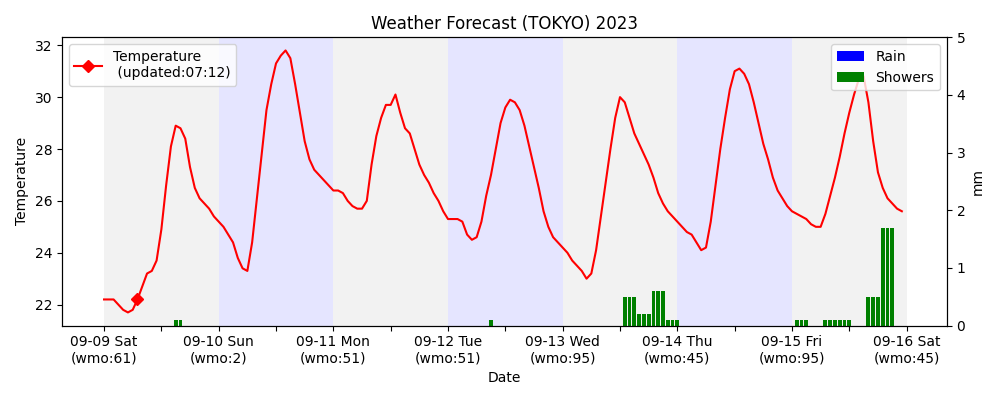 Weather Forecast (TOKYO) 2023
Temperature
(updated:07:12)
Rain
Showers
32
30
28
26
24
22
Temperature
5
4
3
2
1
0
mm
09-09 Sat
(wmo:61)
09-10 Sun
(wmo:2)
09-11 Mon
(wmo:51)
09-12 Tue
(wmo:51)
09-13 Wed
(wmo:95)
09-14 Thu
(wmo:45)
09-15 Fri
(wmo:95)
09-16 Sat
(wmo:45)
Date